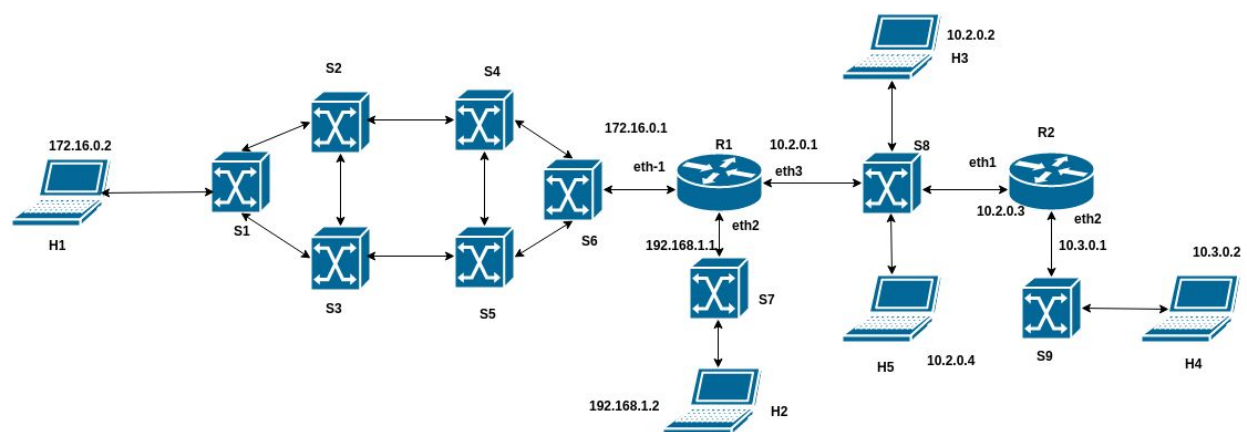 10.2.0.2
H3
S2
S4
172.16.0.1
R1
10.2.0.1
S8
R2
172.16.0.2
eth-1
eth3
eth1
H1
S1
S6
eth2
10.2.0.3
eth2
192.168.1.1
10.3.0.1
10.3.0.2
S3
S5
S7
H5
10.2.0.4
S9
H4
192.168.1.2
H2